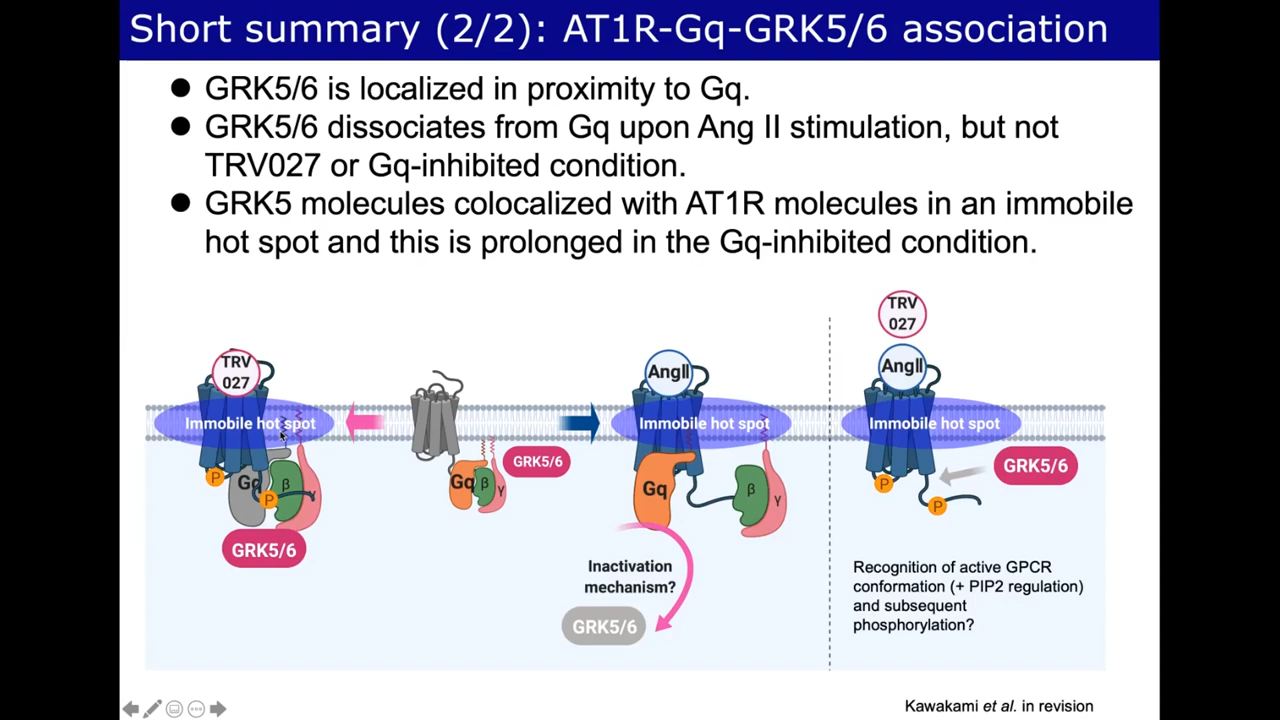 Short summary (2/2): AT1R-Gq-GRK5/6 association
● GRK5/6 is localized in proximity to Gq.
● GRK5/6 dissociates from Gq upon Ang II stimulation, but not
TRV027 or Gq-inhibited condition.
● GRK5 molecules colocalized with AT1R molecules in an immobile
hot spot and this is prolonged in the Gq-inhibited condition.
TRV
027
Immobile hot spot
P
Gq
P
β
γ
GRK5/6
Gq
β
γ
GRK5/6
AngII
Immobile hot spot
Gq
β
γ
Inactivation
mechanism?
GRK5/6
TRV
027
AngII
Immobile hot spot
P
P
GRK5/6
Recognition of active GPCR
conformation (+ PIP2 regulation)
and subsequent
phosphorylation?
Kawakami et al. in revision